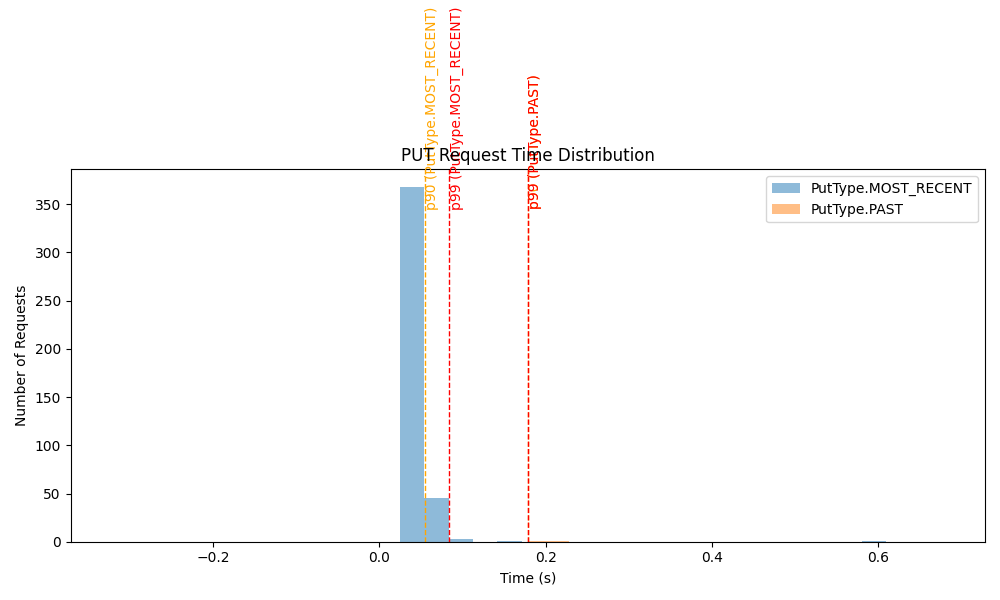 p90 (PutType.MOST_RECENT)
p99 (PutType.MOST_RECENT)
p99 (PutType.PAST)
PUT Request Time Distribution
PutType.MOST_RECENT
PutType.PAST
Number of Requests
350
300
250
200
150
100
50
0
−0.2
0.0
0.2
0.4
0.6
Time (s)